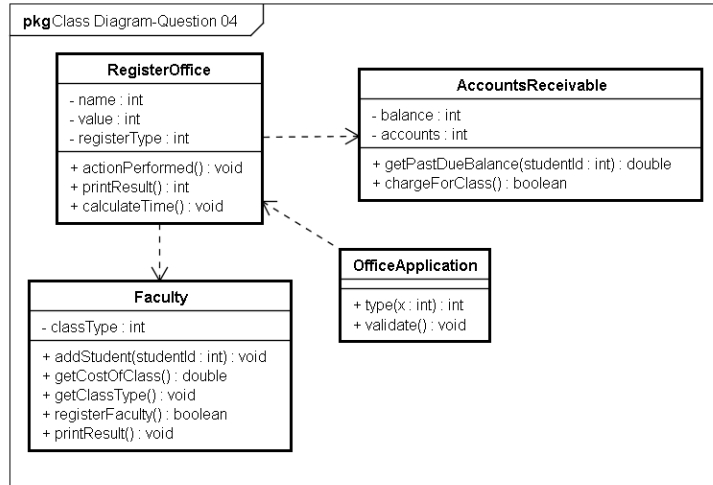 pkg Class Diagram-Question 04
RegisterOffice
- name : int
- value : int
- registerType : int
+ actionPerformed() : void
+ printResult() : int
+ calculateTime() : void
AccountsReceivable
- balance : int
- accounts : int
+ getPastDueBalance(studentId : int) : double
+ chargeForClass() : boolean
OfficeApplication
+ type(x : int) : int
+ validate() : void
Faculty
- classType : int
+ addStudent(studentId : int) : void
+ getCostOfClass() : double
+ getClassType() : void
+ registerFaculty() : boolean
+ printResult() : void